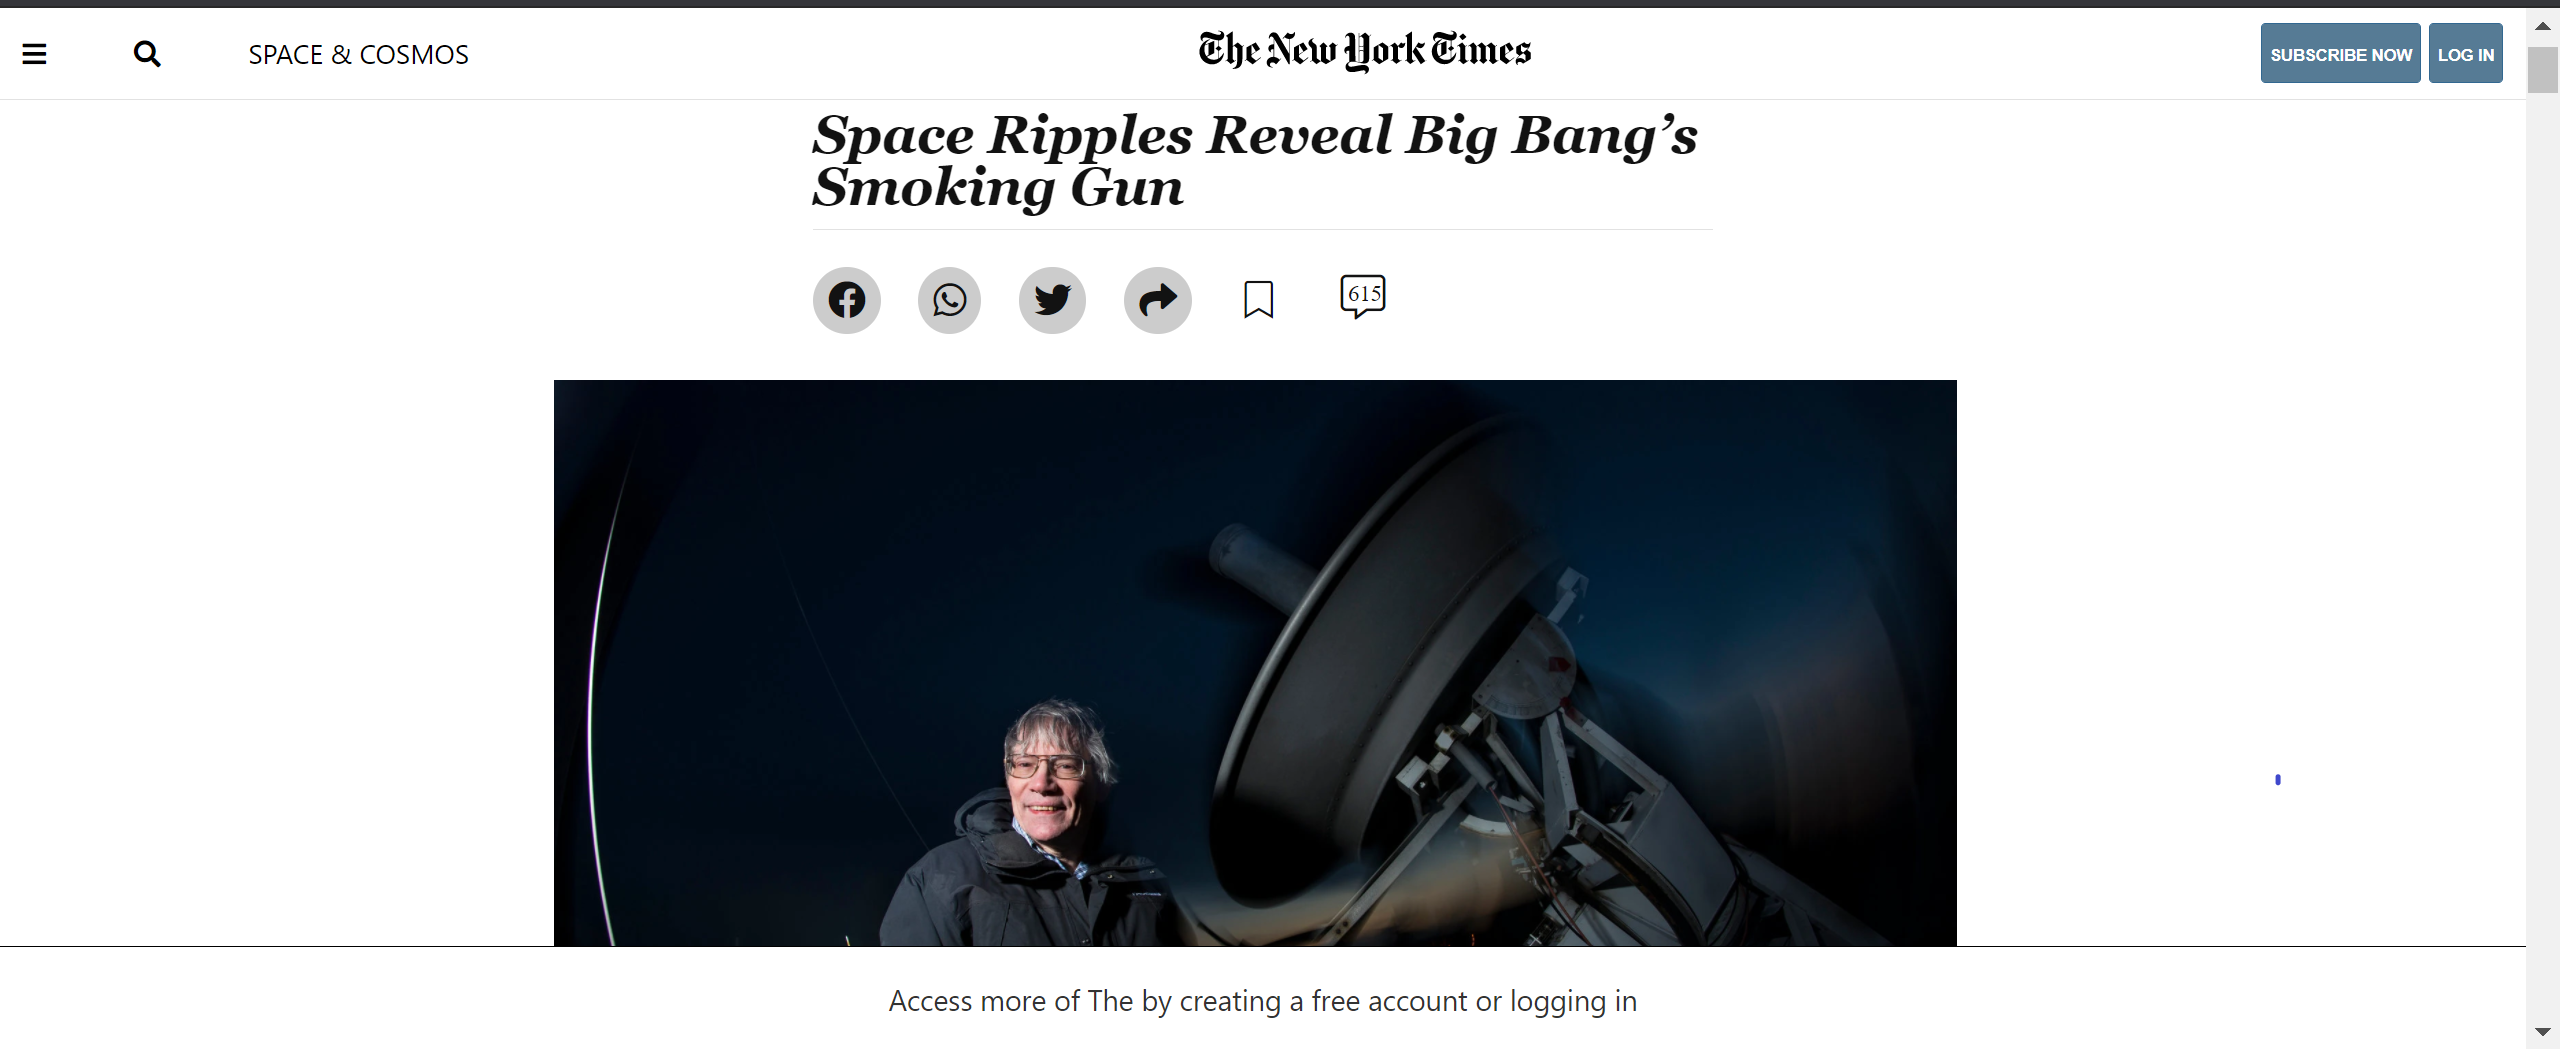 SPACE & COSMOS
The New York Times
SUBSCRIBE NOW
LOG IN
Space Ripples Reveal Big Bang’s
Smoking Gun
615
Access more of The by creating a free account or logging in